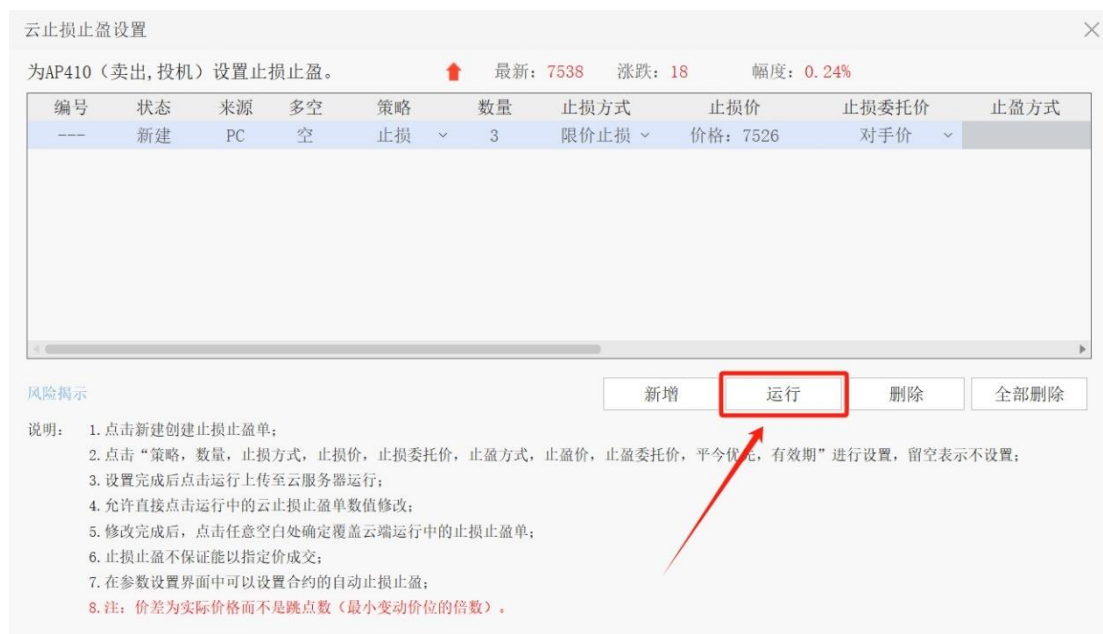 云止损止盈设置
为AP410（卖出,投机）设置止损止盈。 最新：7538 涨跌：18 幅度：0.24%
编号 状态 来源 多空 策略 数量 止损方式 止损价 止损委托价 止盈方式
--- 新建 PC 空 止损 3 限价止损 价格：7526 对手价
风险揭示 新增 运行 删除 全部删除
说明： 1.点击新建创建止损止盈单；
2.点击“策略，数量，止损方式，止损价，止损委托价，止盈方式，止盈价，止盈委托价，平今优先，有效期”进行设置，留空表示不设置；
3.设置完成后点击运行上传至云服务器运行；
4.允许直接点击运行中的云止损止盈单数值修改；
5.修改完成后，点击任意空白处确定覆盖云端运行中的止损止盈单；
6.止损止盈不保证能以指定价成交；
7.在参数设置界面中可以设置合约的自动止损止盈；
8.注：价差为实际价格而不是跳点数（最小变动价位的倍数）。